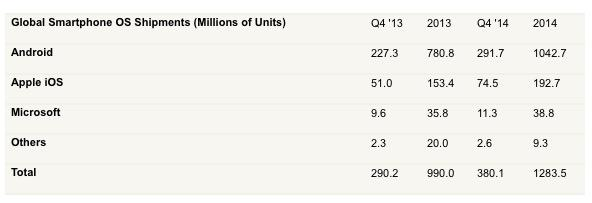 Global Smartphone OS Shipments (Millions of Units) Q4 '13 2013 Q4 '14 2014
Android 227.3 780.8 291.7 1042.7
Apple iOS 51.0 153.4 74.5 192.7
Microsoft 9.6 35.8 11.3 38.8
Others 2.3 20.0 2.6 9.3
Total 290.2 990.0 380.1 1283.5